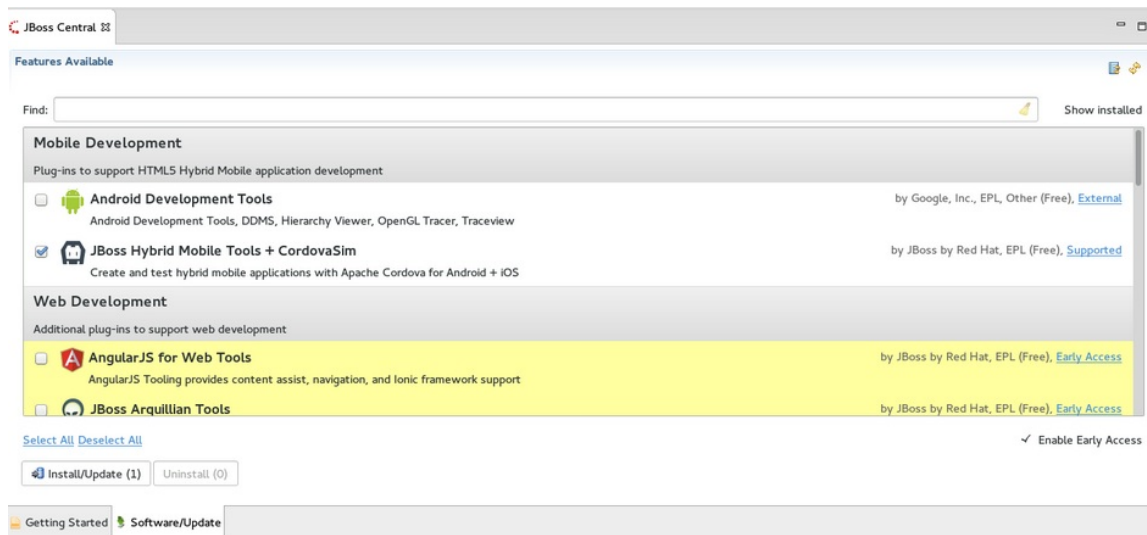 JBoss Central
Features Available
Find: Show installed
Mobile Development
Plug-ins to support HTML5 Hybrid Mobile application development
Android Development Tools by Google, Inc., EPL, Other (Free), External
Android Development Tools, DDMS, Hierarchy Viewer, OpenGL Tracer, Traceview
JBoss Hybrid Mobile Tools + CordovaSim by JBoss by Red Hat, EPL (Free), Supported
Create and test hybrid mobile applications with Apache Cordova for Android + iOS
Web Development
Additional plug-ins to support web development
AngularJS for Web Tools by JBoss by Red Hat, EPL (Free), Early Access
AngularJS Tooling provides content assist, navigation, and Ionic framework support
JBoss Arquillian Tools by JBoss by Red Hat, EPL (Free), Early Access
Select All Deselect All Enable Early Access
Install/Update (1) Uninstall (0)
Getting Started Software/Update